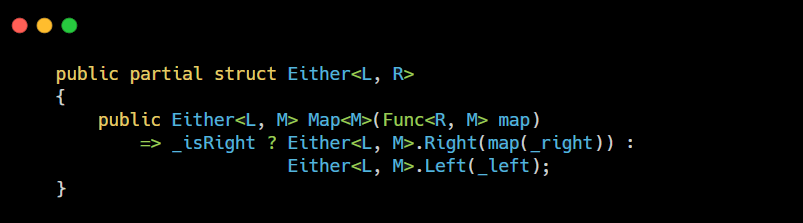 public partial struct Either<L, R>
{
public Either<L, M> Map<M>(Func<R, M> map)
=> _isRight ? Either<L, M>.Right(map(_right)) :
Either<L, M>.Left(_left);
}